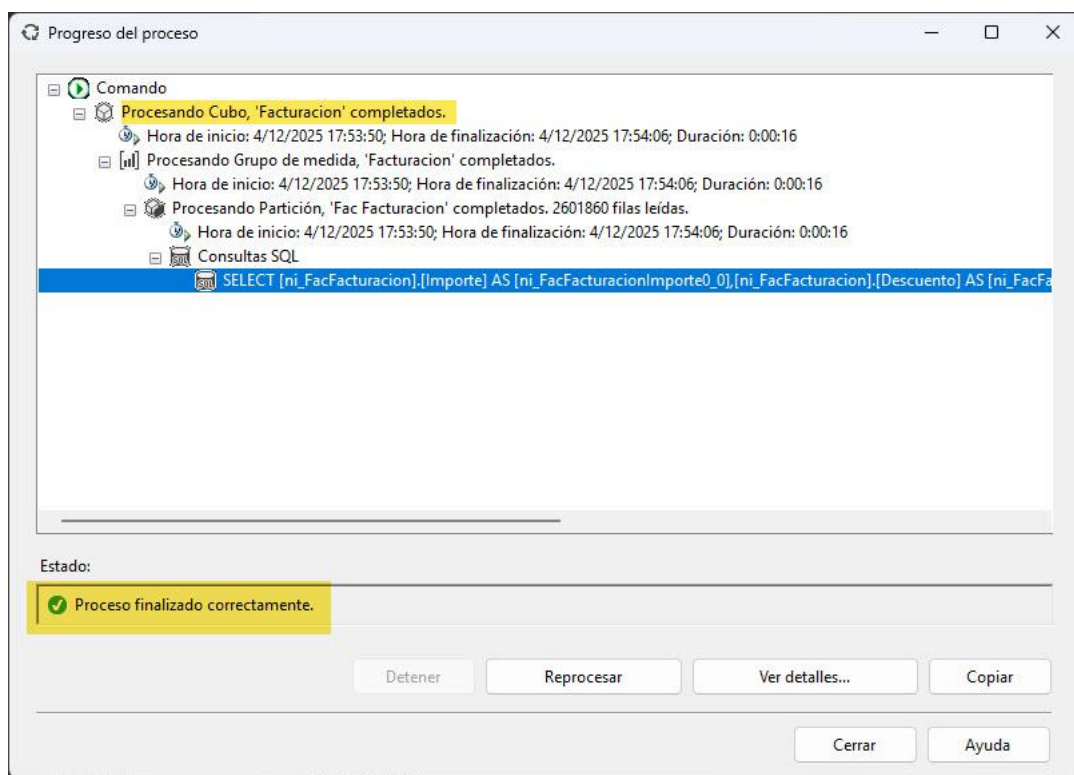 Progreso del proceso
Comando
Procesando Cubo, 'Facturacion' completados.
Hora de inicio: 4/12/2025 17:53:50; Hora de finalización: 4/12/2025 17:54:06; Duración: 0:00:16
Procesando Grupo de medida, 'Facturacion' completados.
Hora de inicio: 4/12/2025 17:53:50; Hora de finalización: 4/12/2025 17:54:06; Duración: 0:00:16
Procesando Partición, 'Fac Facturacion' completados. 2601860 filas leídas.
Hora de inicio: 4/12/2025 17:53:50; Hora de finalización: 4/12/2025 17:54:06; Duración: 0:00:16
Consultas SQL
SELECT [ni_FacFacturacion].[Importe] AS [ni_FacFacturacionImporte0_0],[ni_FacFacturacion].[Descuento] AS [ni_FacFa
Estado:
Proceso finalizado correctamente.
Detener Reprocesar Ver detalles... Copiar
Cerrar Ayuda